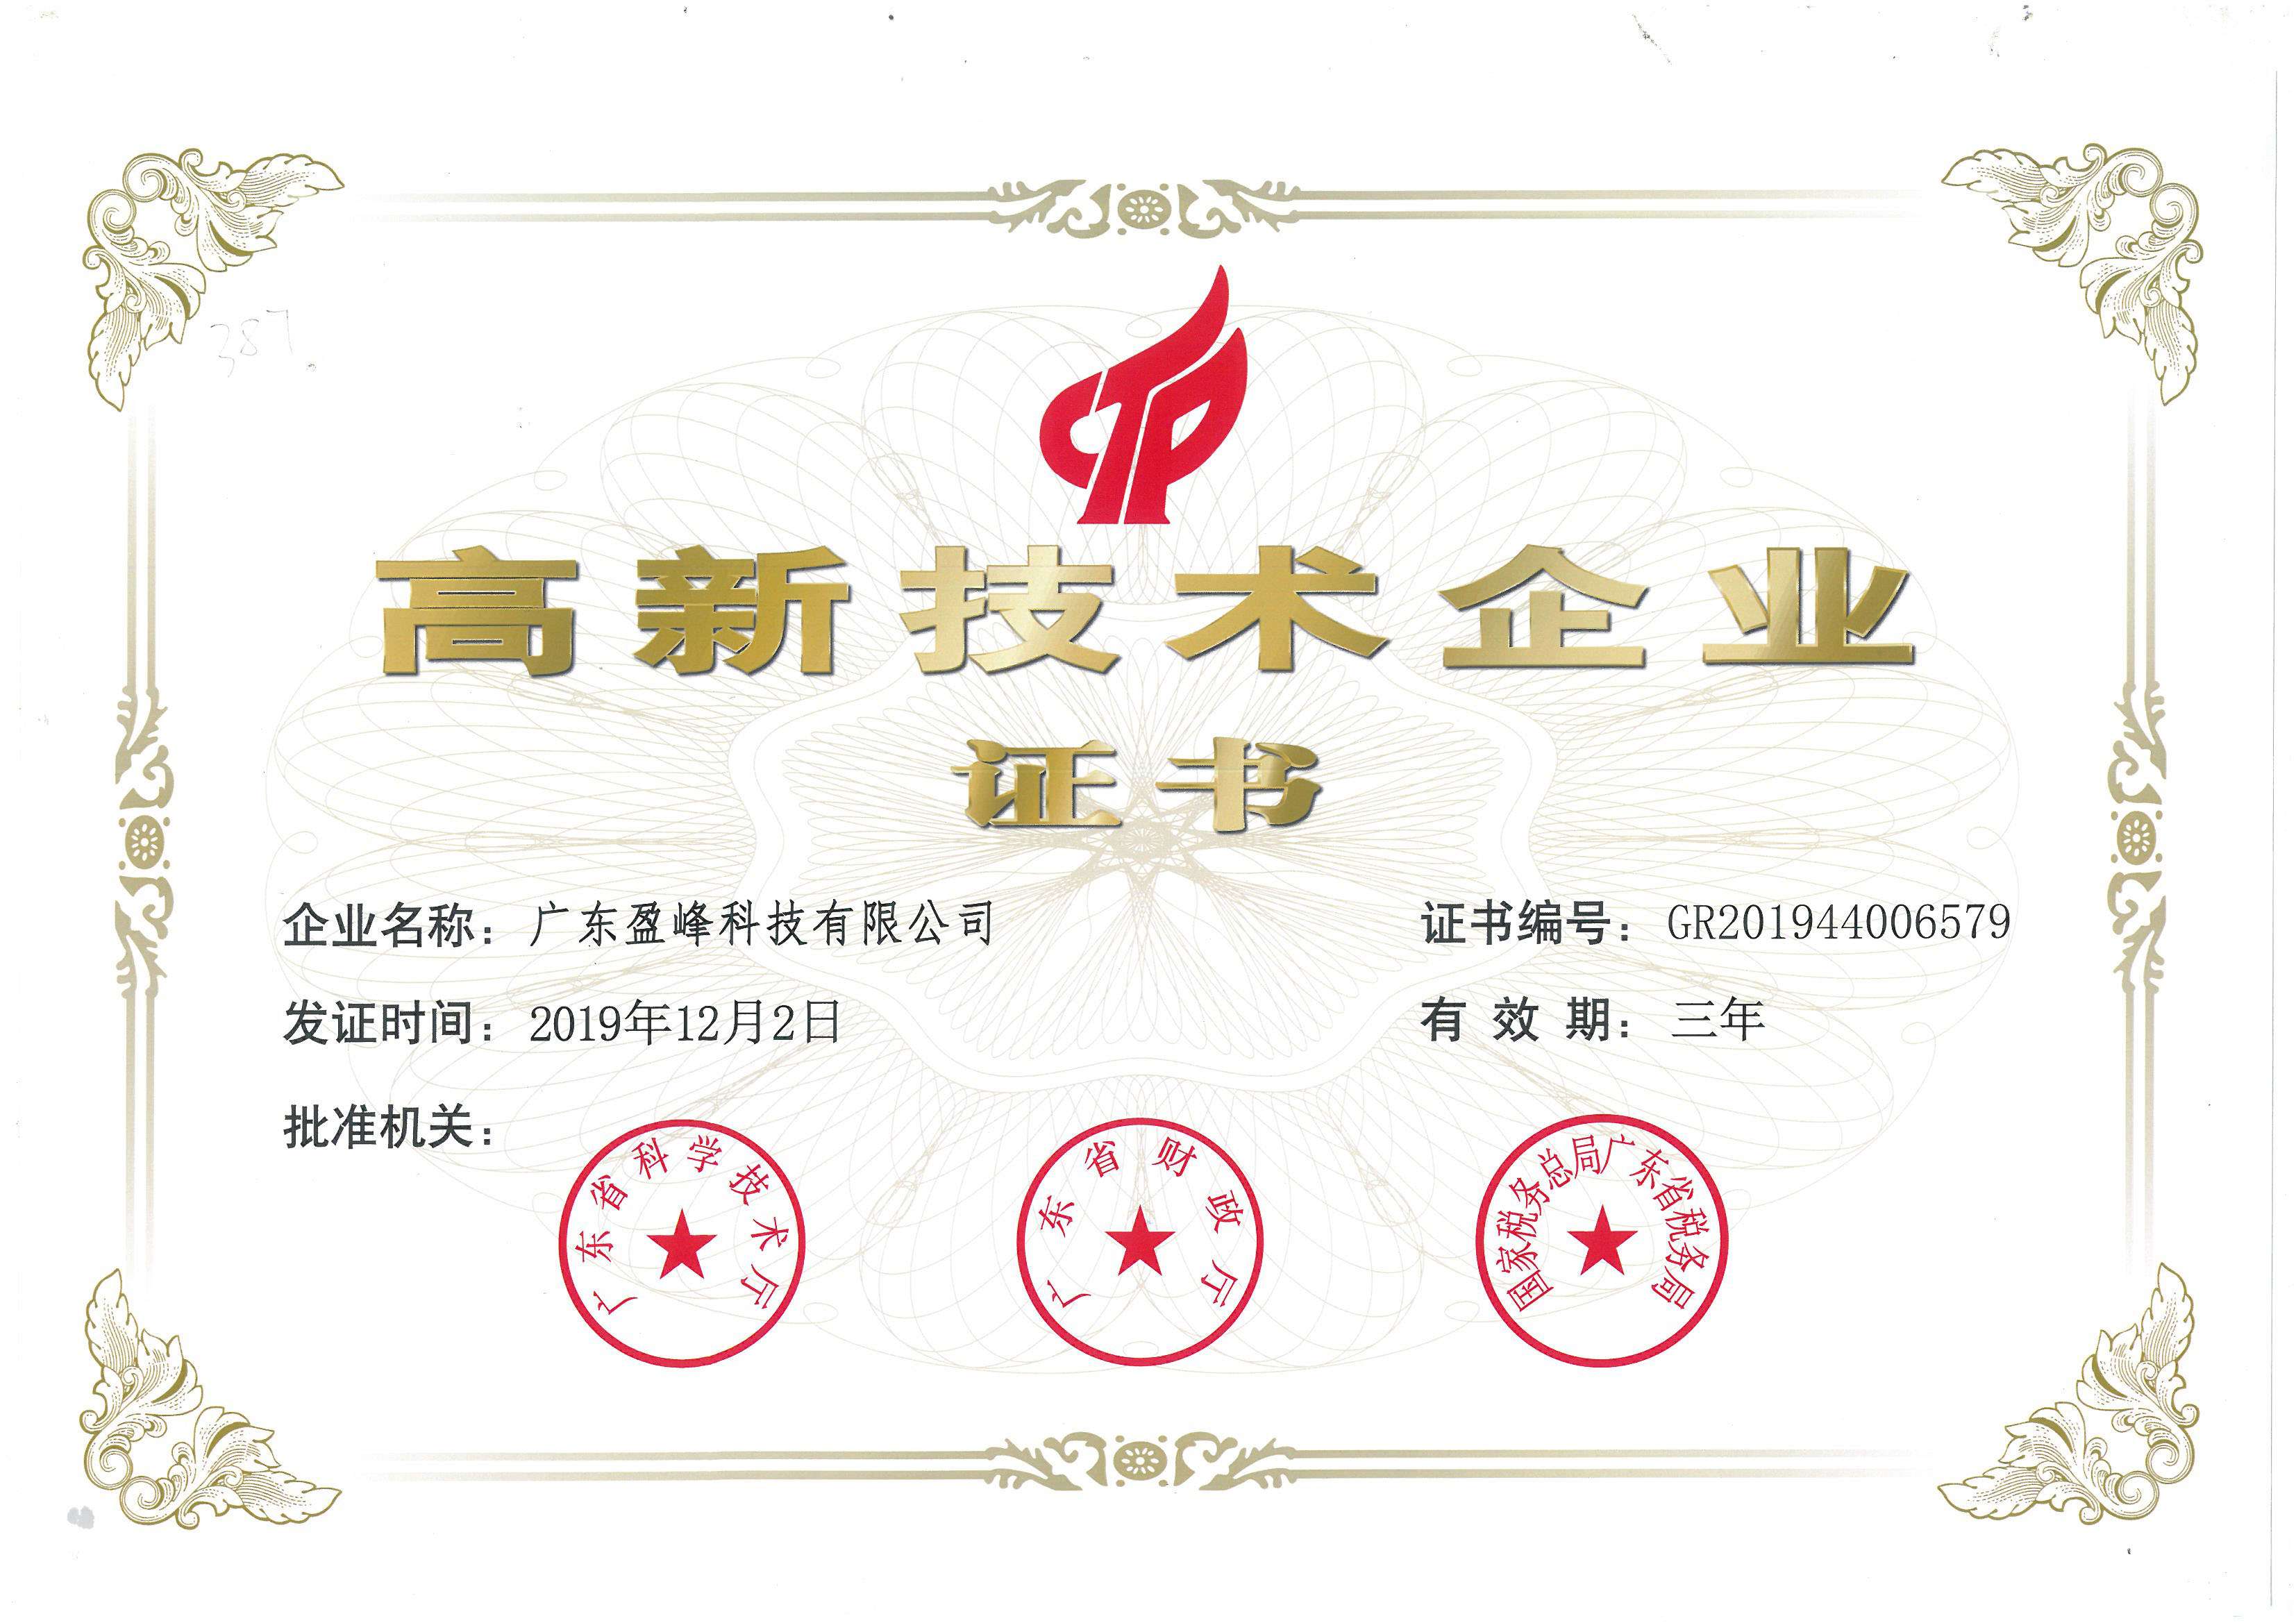 387
高新技术企业
证书
企业名称：广东盈峰科技有限公司
证书编号：GR201944006579
发证时间：2019年12月2日
有效期：三年
批准机关：
广东省科学技术厅
广东省财政厅
国家税务总局广东省税务局